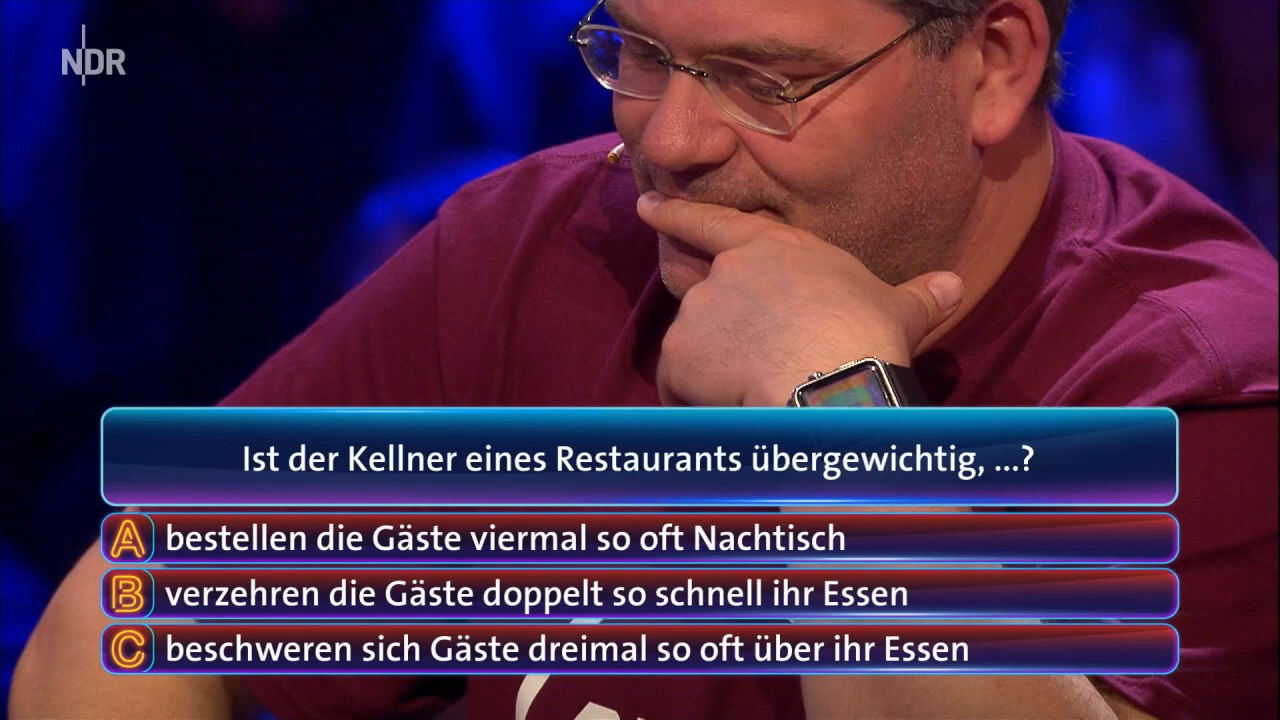 NDR
Ist der Kellner eines Restaurants übergewichtig, ...?
A bestellen die Gäste viermal so oft Nachtisch
B verzehren die Gäste doppelt so schnell ihr Essen
C beschweren sich Gäste dreimal so oft über ihr Essen